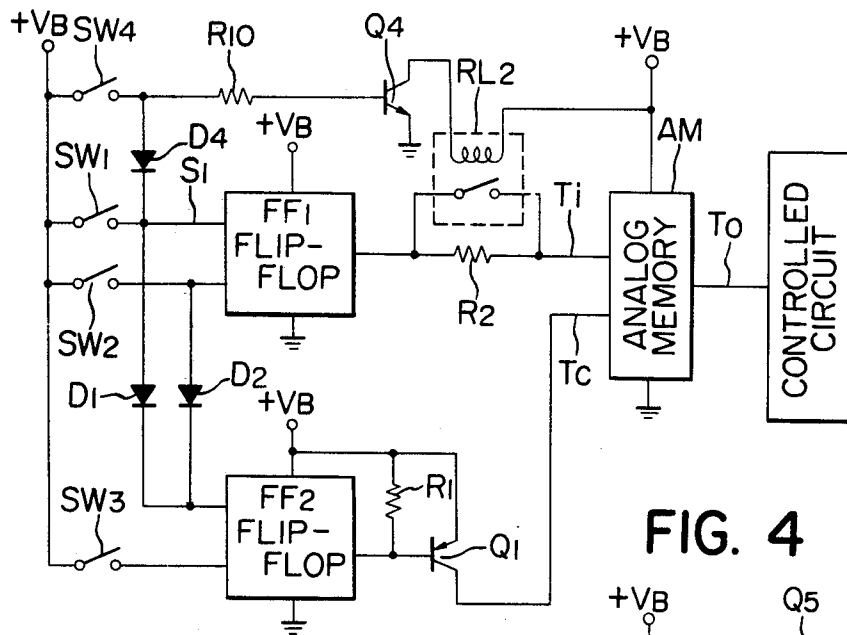 +VB
SW4
R10
Q4
RL2
+VB
AM
D4
+VB
SW1
S1
FF1
FLIP-
FLOP
Ti
TO
ANALOG
MEMORY
CONTROLLED
CIRCUIT
R2
SW2
TC
D1
D2
+VB
SW3
FF2
FLIP-
FLOP
R1
Q1
FIG. 4
+VB
Q5